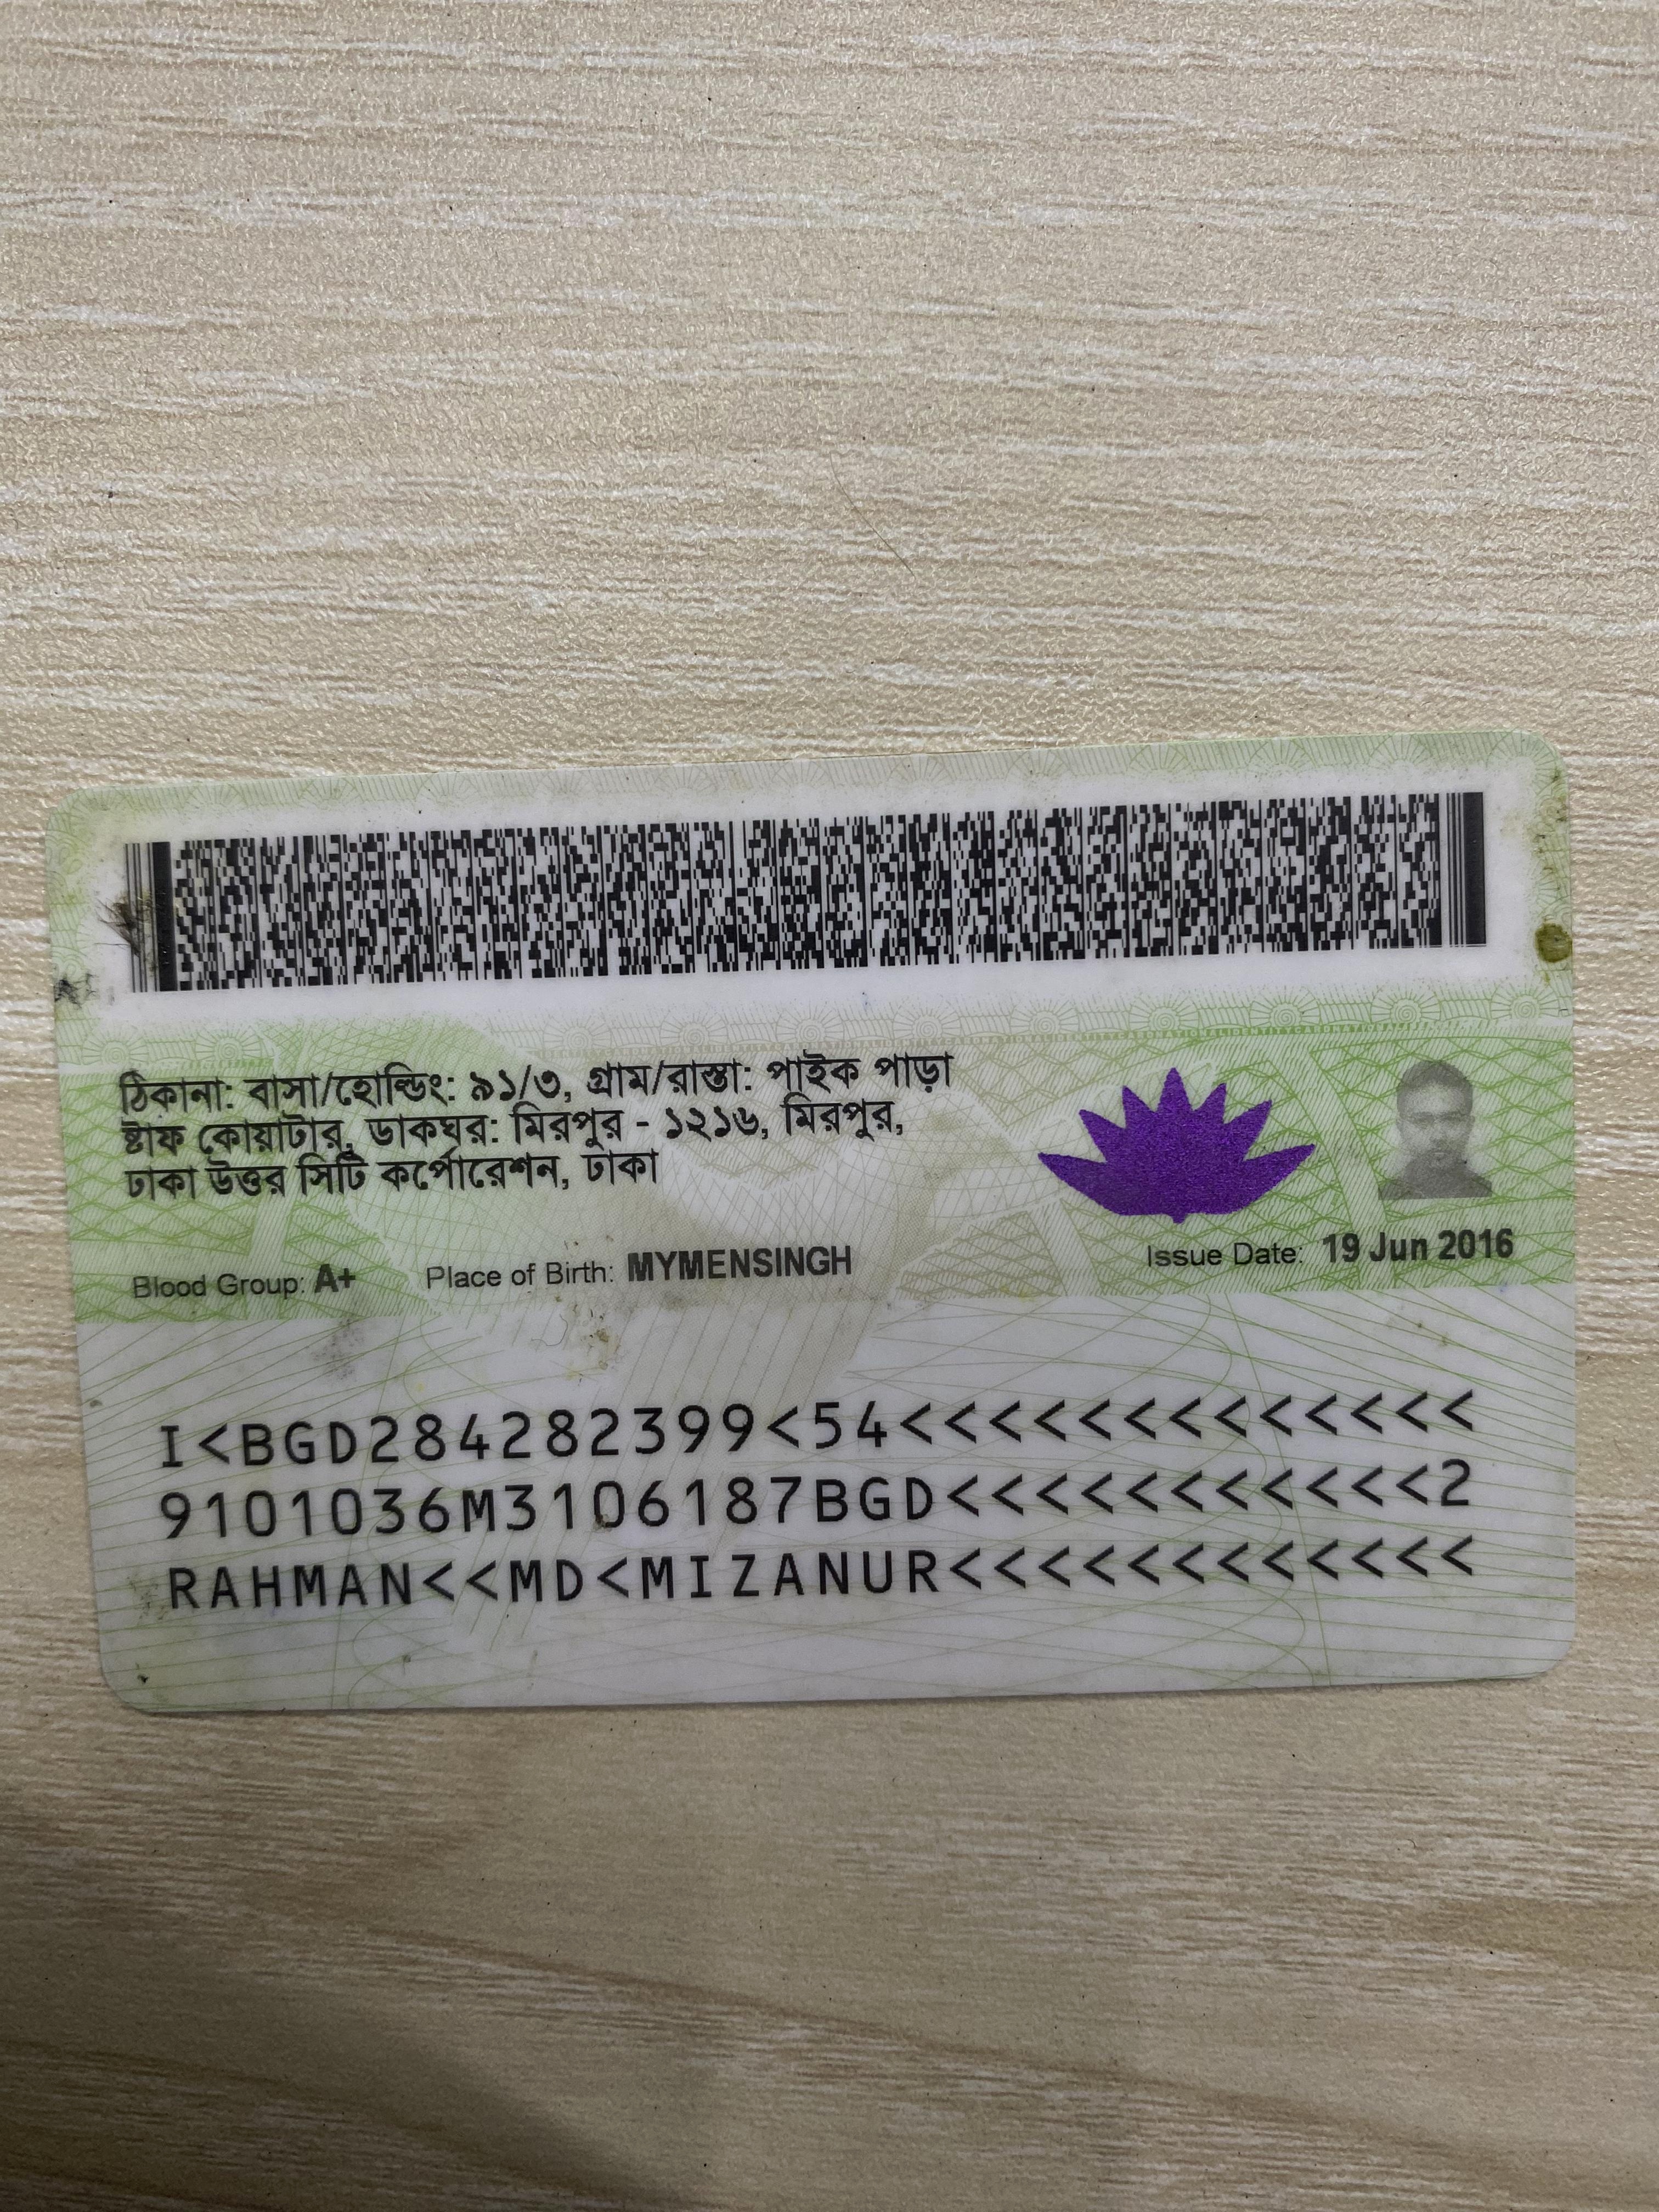 ঠিকানা: বাসা/হোল্ডিং: ৯১/৩, গ্রাম/রাস্তা: পাইক পাড়া
ষ্টাফ কোয়াটার, ডাকঘর: মিরপুর - ১২১৬, মিরপুর,
ঢাকা উত্তর সিটি কর্পোরেশন, ঢাকা
Blood Group: A+ Place of Birth: MYMENSINGH Issue Date: 19 Jun 2016
I<BGD284282399<54<<<<<<<<<<<<<<
9101036M3106187BGD<<<<<<<<<<<2
RAHMAN<<MD<MIZANUR<<<<<<<<<<<<